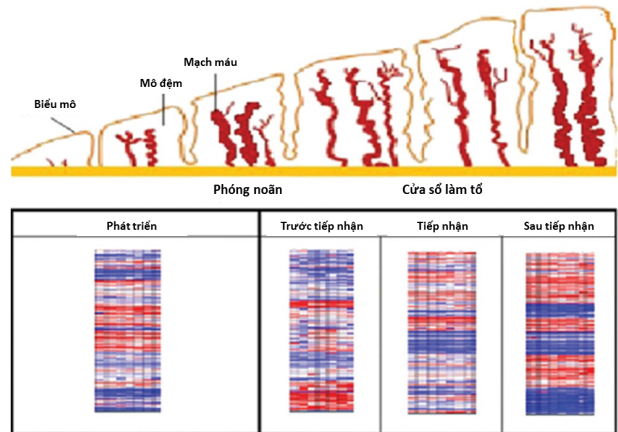 Mạch máu
Mô đệm
Biểu mô
Phóng noãn
Cửa sổ làm tổ
Phát triển
Trước tiếp nhận
Tiếp nhận
Sau tiếp nhận